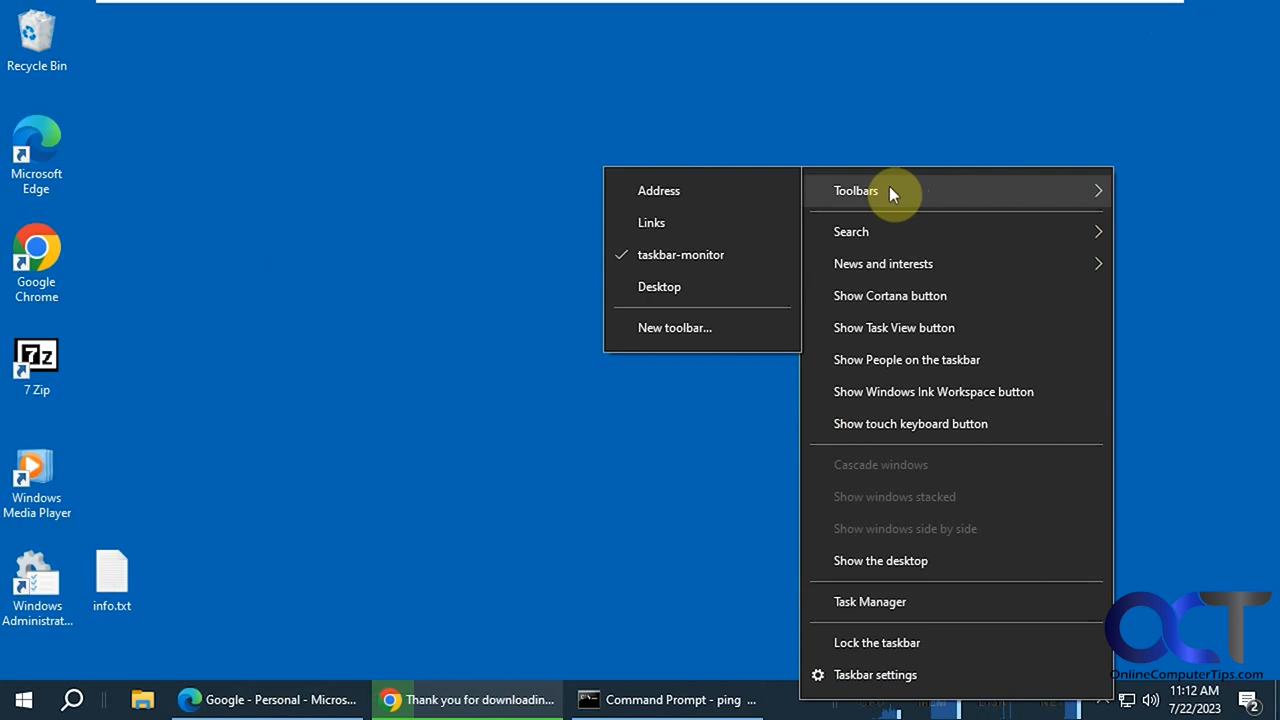 Recycle Bin
Microsoft
Edge
Google
Chrome
7z
7 Zip
Windows
Media Player
Windows
Administrat...
info.txt
Address
Links
taskbar-monitor
Desktop
New toolbar...
Toolbars
Search
News and interests
Show Cortana button
Show Task View button
Show People on the taskbar
Show Windows Ink Workspace button
Show touch keyboard button
Cascade windows
Show windows stacked
Show windows side by side
Show the desktop
Task Manager
Lock the taskbar
Taskbar settings
OCT
OnlineComputerTips.com
Google - Personal - Micros...
Thank you for downloadin...
Command Prompt - ping ...
11:12 AM
7/22/2023
2